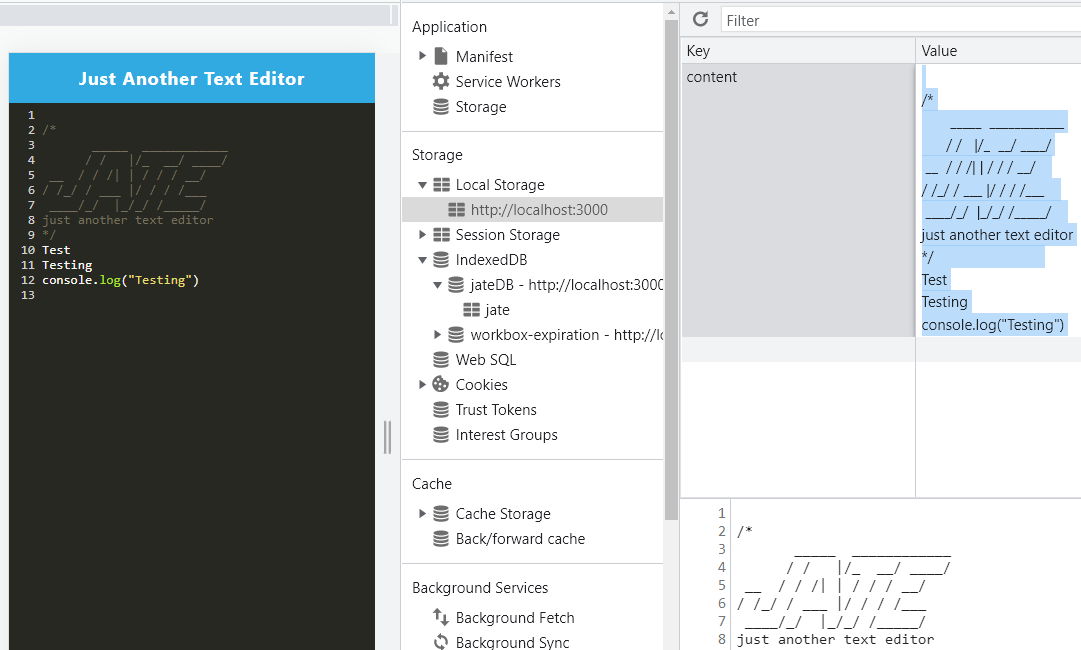 Just Another Text Editor
1
2 /*
3        _____  ____________
4       / /   |/_  __/ ____/
5  __  / / /| | / / / __/
6 / /_/ / ___ |/ / / /___
7  ____/_/  |_/_/ /_____/
8 just another text editor
9 */
10 Test
11 Testing
12 console.log("Testing")
13
Application
Manifest
Service Workers
Storage
Storage
Local Storage
http://localhost:3000
Session Storage
IndexedDB
jateDB - http://localhost:3000
jate
workbox-expiration - http://l
Web SQL
Cookies
Trust Tokens
Interest Groups
Cache
Cache Storage
Back/forward cache
Background Services
Background Fetch
Background Sync
Filter
Key Value
content
/*
       _____  ____________
      / /   |/_  __/ ____/
 __  / / /| | / / / __/
/ /_/ / ___ |/ / / /___
 ____/_/  |_/_/ /_____/
just another text editor
*/
Test
Testing
console.log("Testing")
1
2 /*
3        _____  ____________
4       / /   |/_  __/ ____/
5  __  / / /| | / / / __/
6 / /_/ / ___ |/ / / /___
7  ____/_/  |_/_/ /_____/
8 just another text editor